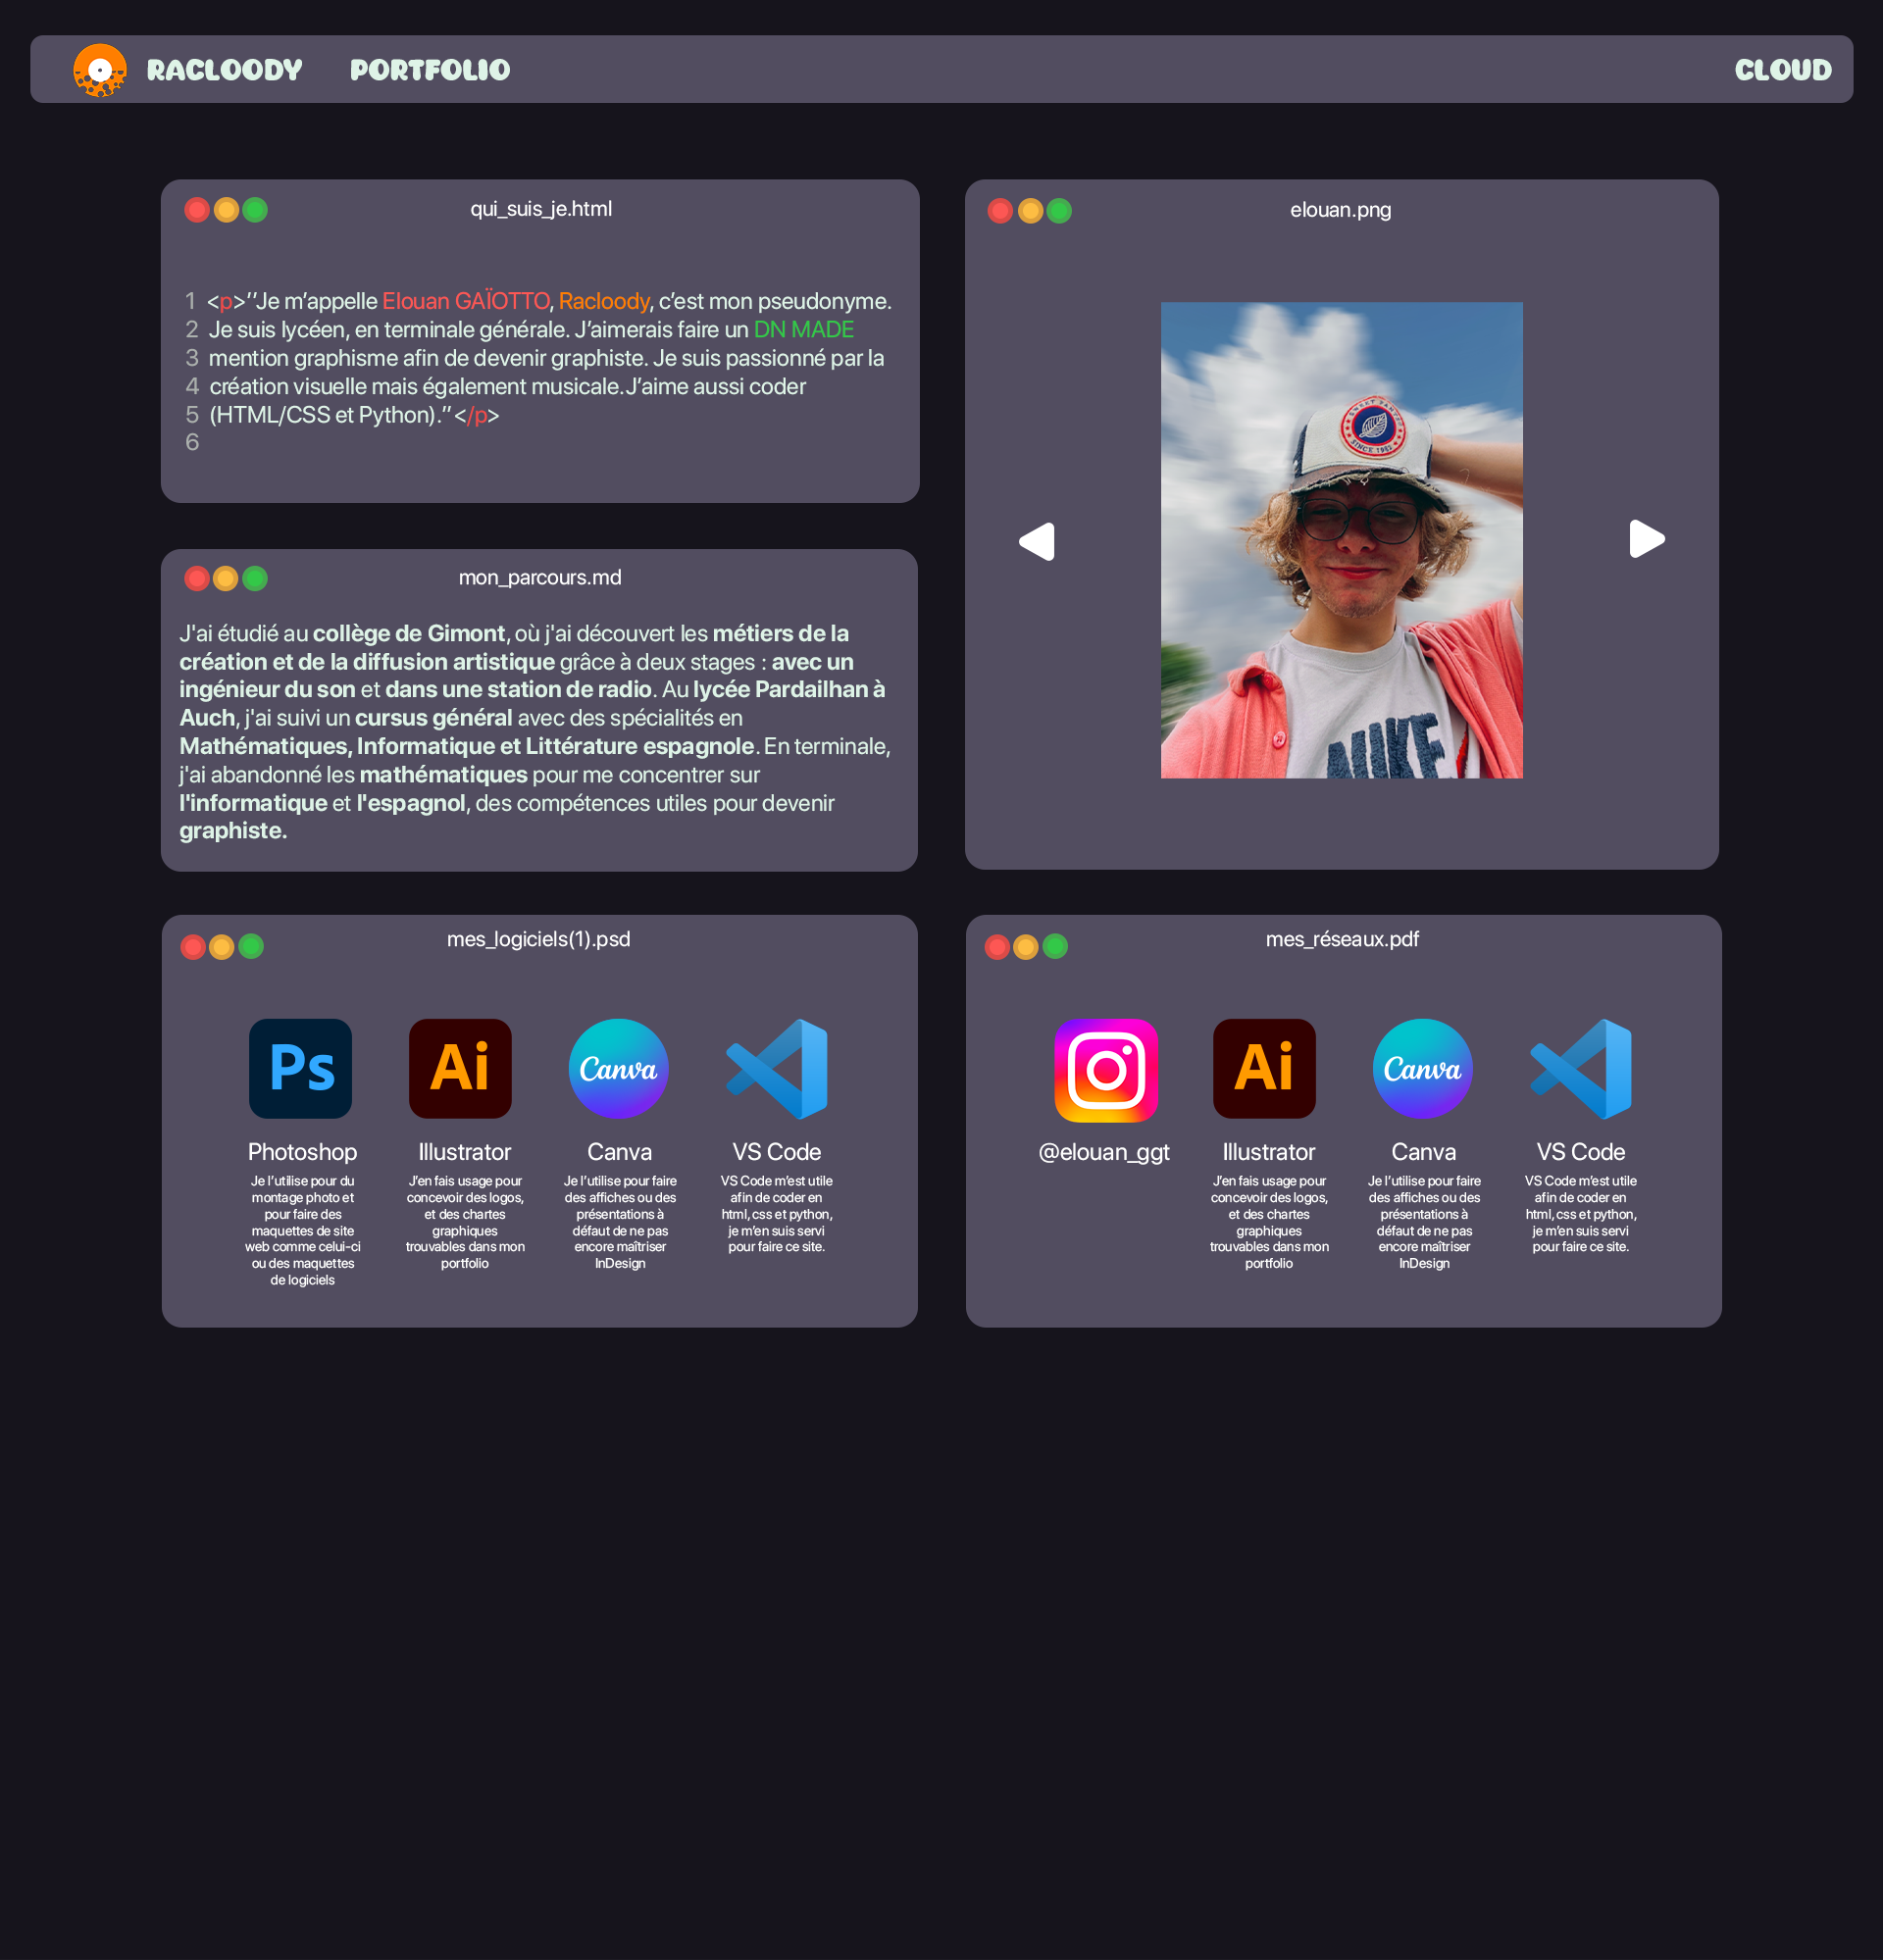 RACLOODY
PORTFOLIO
CLOUD
qui_suis_je.html
1 <p>’’Je m’appelle Elouan GAÏOTTO, Racloody, c’est mon pseudonyme.
2 Je suis lycéen, en terminale générale. J’aimerais faire un DN MADE
3 mention graphisme afin de devenir graphiste. Je suis passionné par la
4 création visuelle mais également musicale.J’aime aussi coder
5 (HTML/CSS et Python).’’</p>
6
elouan.png
SWEET PANTS
SINCE 1982
NUKE
mon_parcours.md
J'ai étudié au collège de Gimont, où j'ai découvert les métiers de la
création et de la diffusion artistique grâce à deux stages : avec un
ingénieur du son et dans une station de radio. Au lycée Pardailhan à
Auch, j'ai suivi un cursus général avec des spécialités en
Mathématiques, Informatique et Littérature espagnole. En terminale,
j'ai abandonné les mathématiques pour me concentrer sur
l'informatique et l'espagnol, des compétences utiles pour devenir
graphiste.
mes_logiciels(1).psd
Ps
Photoshop
Je l’utilise pour du
montage photo et
pour faire des
maquettes de site
web comme celui-ci
ou des maquettes
de logiciels
Ai
Illustrator
J’en fais usage pour
concevoir des logos,
et des chartes
graphiques
trouvables dans mon
portfolio
Canva
Canva
Je l’utilise pour faire
des affiches ou des
présentations à
défaut de ne pas
encore maîtriser
InDesign
VS Code
VS Code m’est utile
afin de coder en
html, css et python,
je m’en suis servi
pour faire ce site.
mes_réseaux.pdf
@elouan_ggt
Ai
Illustrator
J’en fais usage pour
concevoir des logos,
et des chartes
graphiques
trouvables dans mon
portfolio
Canva
Canva
Je l’utilise pour faire
des affiches ou des
présentations à
défaut de ne pas
encore maîtriser
InDesign
VS Code
VS Code m’est utile
afin de coder en
html, css et python,
je m’en suis servi
pour faire ce site.